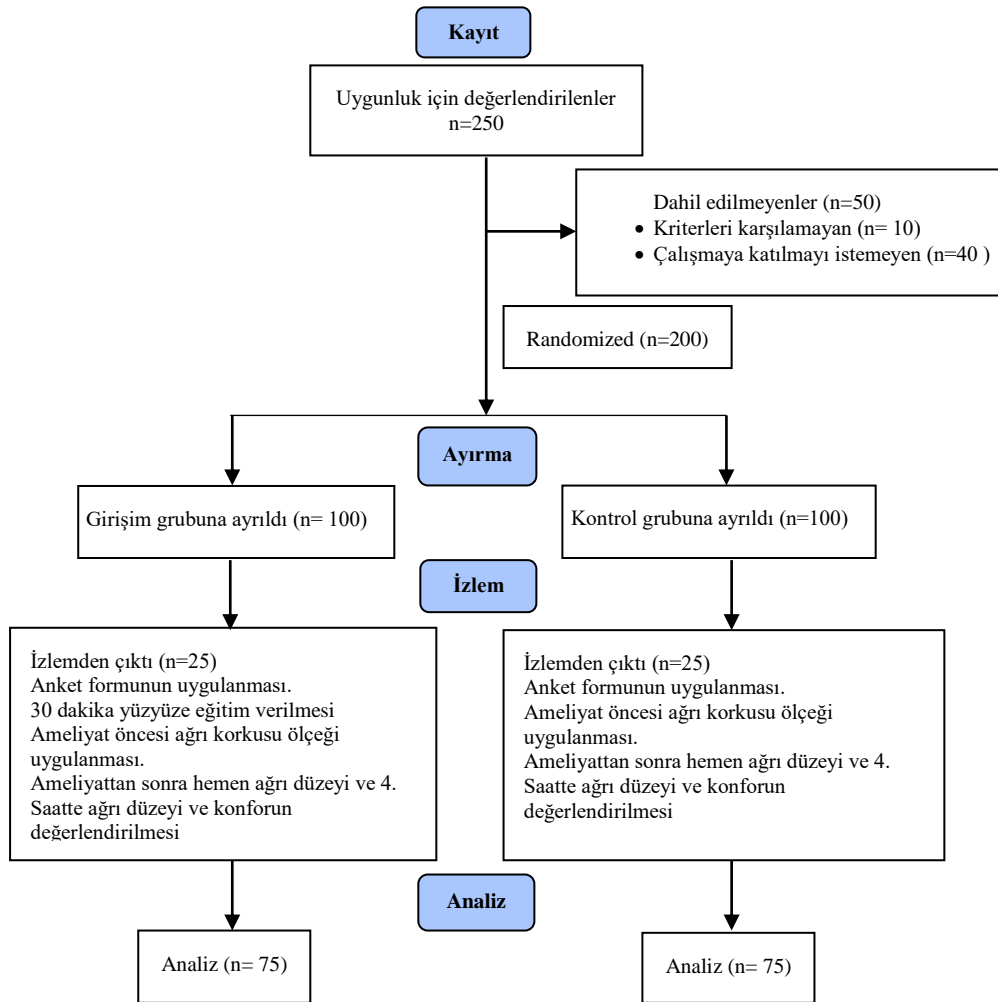 Kayıt
Uygunluk için değerlendirilenler
n=250
Dahil edilmeyenler (n=50)
• Kriterleri karşılamayan (n= 10)
• Çalışmaya katılmayı istemeyen (n=40 )
Randomized (n=200)
Ayırma
Girişim grubuna ayrıldı (n= 100)
Kontrol grubuna ayrıldı (n=100)
İzlem
İzlemden çıktı (n=25)
Anket formunun uygulanması.
30 dakika yüzyüze eğitim verilmesi
Ameliyat öncesi ağrı korkusu ölçeği
uygulanması.
Ameliyattan sonra hemen ağrı düzeyi ve 4.
Saatte ağrı düzeyi ve konforun
değerlendirilmesi
İzlemden çıktı (n=25)
Anket formunun uygulanması.
Ameliyat öncesi ağrı korkusu ölçeği
uygulanması.
Ameliyattan sonra hemen ağrı düzeyi ve 4.
Saatte ağrı düzeyi ve konforun
değerlendirilmesi
Analiz
Analiz (n= 75)
Analiz (n= 75)